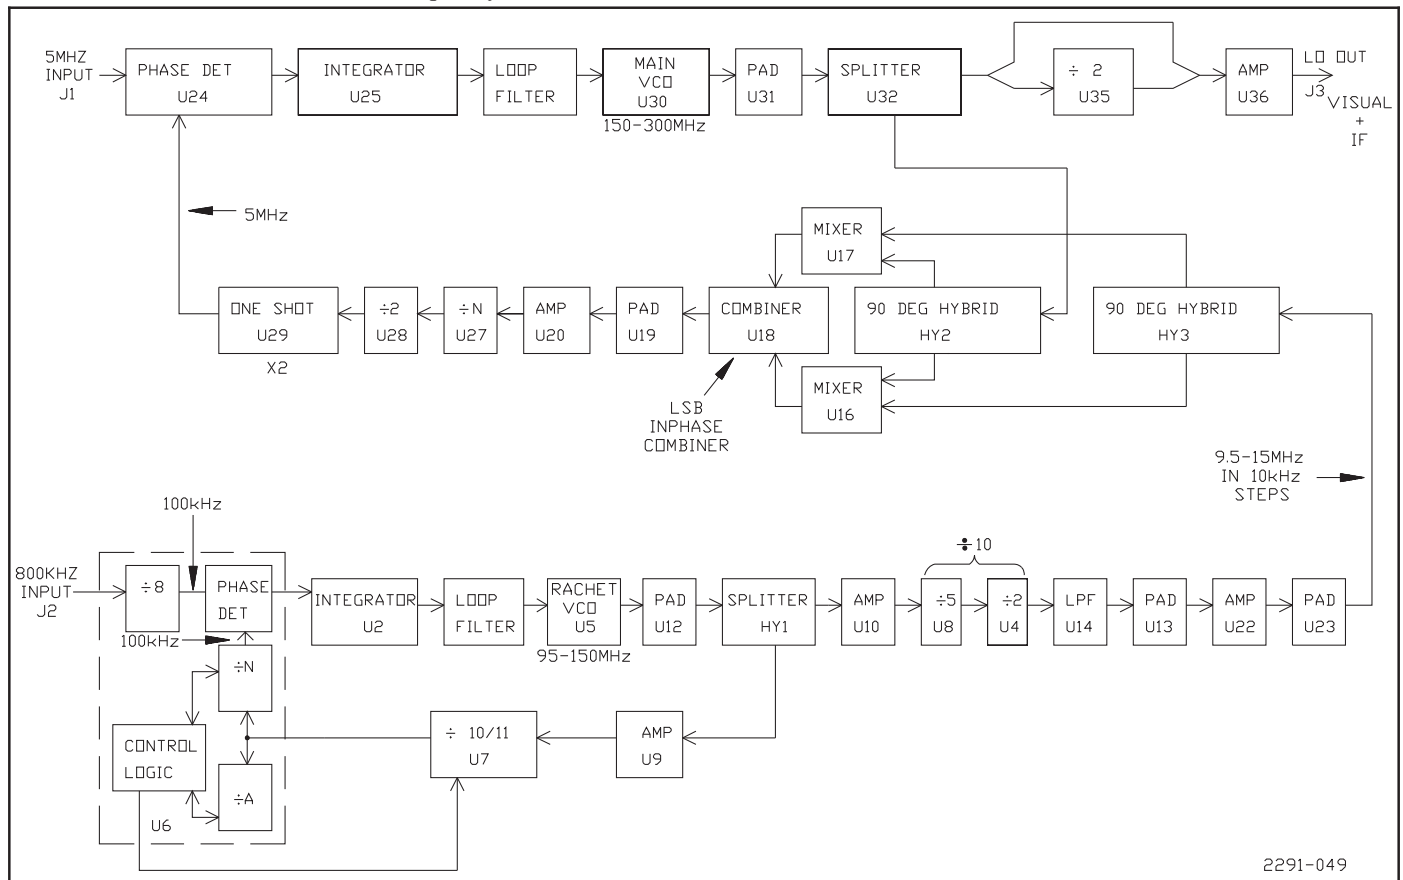 5MHZ
INPUT
J1
PHASE DET
U24
INTEGRATOR
U25
LOOP
FILTER
MAIN
VCO
U30
150-300MHz
PAD
U31
SPLITTER
U32
÷ 2
U35
AMP
U36
LO OUT
J3
VISUAL
+
IF
5MHz
MIXER
U17
ONE SHOT
U29
X2
÷2
U28
÷N
U27
AMP
U20
PAD
U19
COMBINER
U18
90 DEG HYBRID
HY2
90 DEG HYBRID
HY3
MIXER
U16
LSB
INPHASE
COMBINER
9.5-15MHz
IN 10kHz
STEPS
100kHz
800KHZ
INPUT
J2
÷8
PHASE
DET
100kHz
÷N
INTEGRATOR
U2
LOOP
FILTER
RACHET
VCO
U5
95-150MHz
PAD
U12
SPLITTER
HY1
AMP
U10
÷10
÷5
U8
÷2
U4
LPF
U14
PAD
U13
AMP
U22
PAD
U23
CONTROL
LOGIC
÷A
U6
÷ 10/11
U7
AMP
U9
2291-049